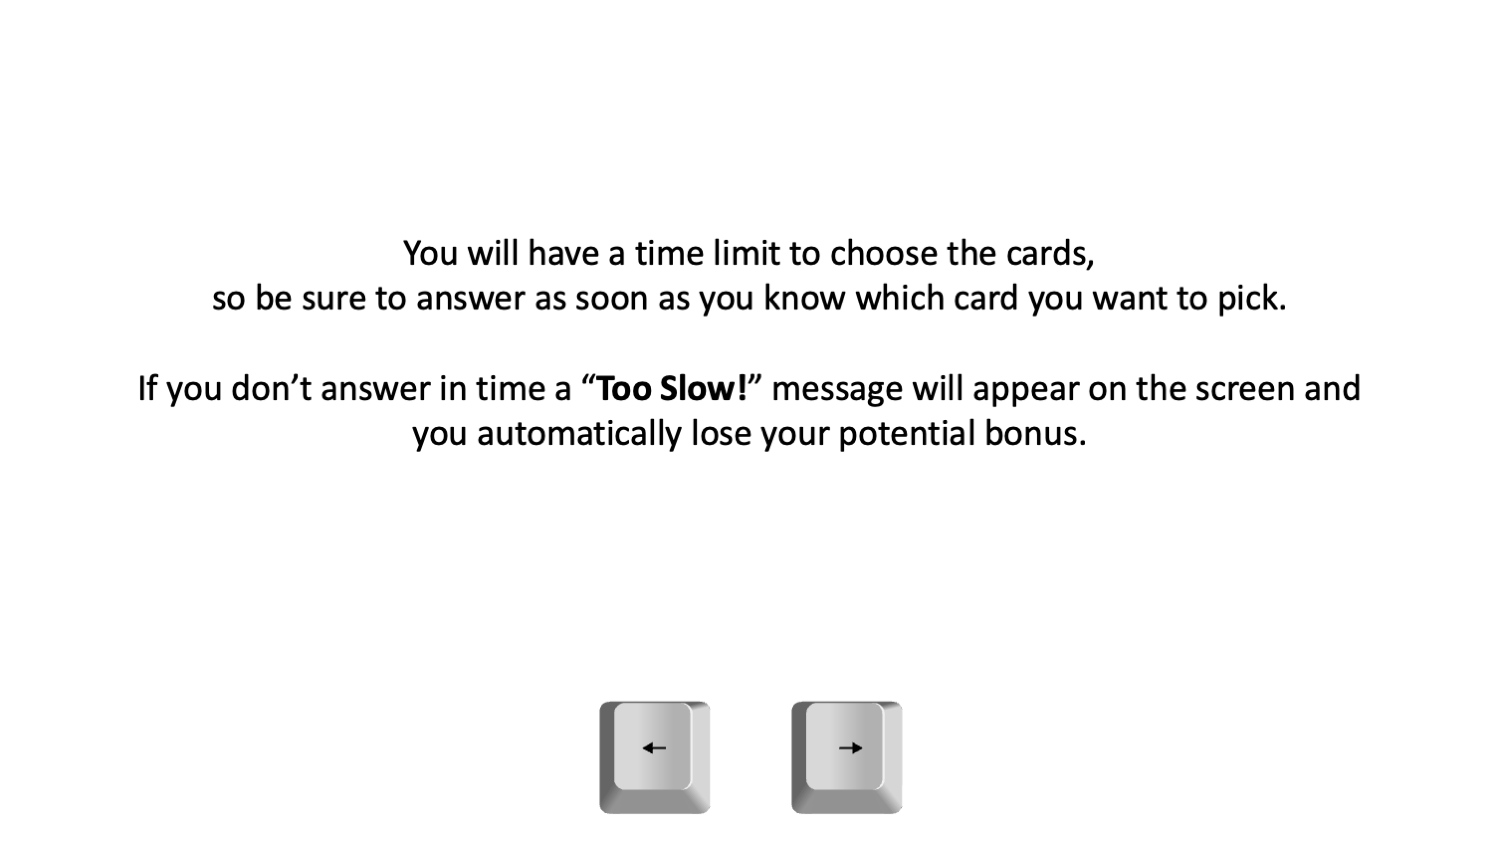 You will have a time limit to choose the cards,
so be sure to answer as soon as you know which card you want to pick.
If you don’t answer in time a “Too Slow!” message will appear on the screen and
you automatically lose your potential bonus.
← →